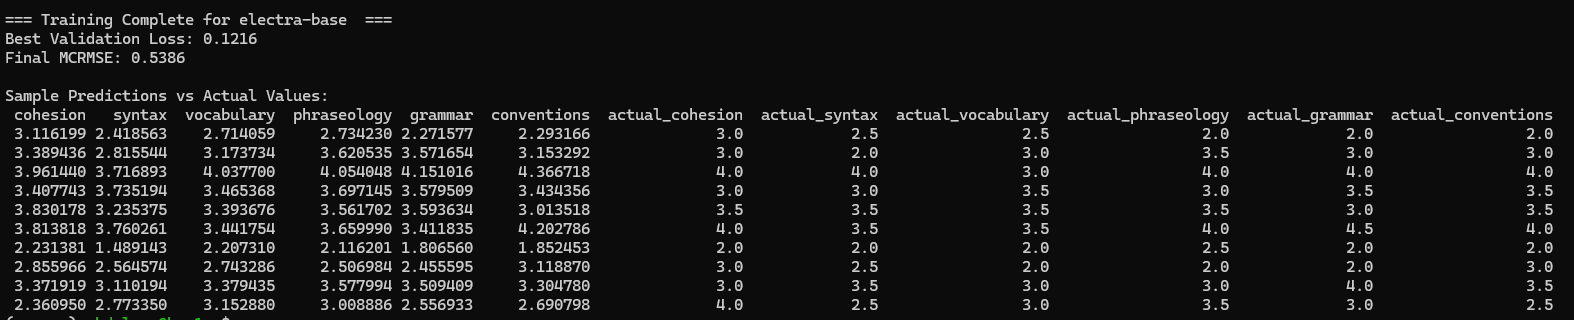 === Training Complete for electra-base  ===
Best Validation Loss: 0.1216
Final MCRMSE: 0.5386
Sample Predictions vs Actual Values:
cohesion syntax vocabulary phraseology grammar conventions actual_cohesion actual_syntax actual_vocabulary actual_phraseology actual_grammar actual_conventions
3.116199 2.418563 2.714059 2.734230 2.271577 2.293166 3.0 2.5 2.5 2.0 2.0 2.0
3.389436 2.815544 3.173734 3.620535 3.571654 3.153292 3.0 2.0 3.0 3.5 3.0 3.0
3.961440 3.716893 4.037700 4.054048 4.151016 4.366718 4.0 4.0 3.0 4.0 4.0 4.0
3.407743 3.735194 3.465368 3.697145 3.579509 3.434356 3.0 3.0 3.5 3.0 3.5 3.5
3.830178 3.235375 3.393676 3.561702 3.593634 3.013518 3.5 3.5 3.5 3.5 3.0 3.5
3.813818 3.760261 3.441754 3.659990 3.411835 4.202786 4.0 3.5 3.5 4.0 4.5 4.0
2.231381 1.489143 2.207310 2.116201 1.806560 1.852453 2.0 2.0 2.0 2.5 2.0 2.0
2.855966 2.564574 2.743286 2.506984 2.455595 3.118870 3.0 2.5 2.0 2.0 2.0 3.0
3.371919 3.110194 3.379435 3.577994 3.509409 3.304780 3.0 3.5 3.0 3.0 4.0 3.5
2.360950 2.773350 3.152880 3.008886 2.556933 2.690798 4.0 2.5 3.0 3.5 3.0 2.5